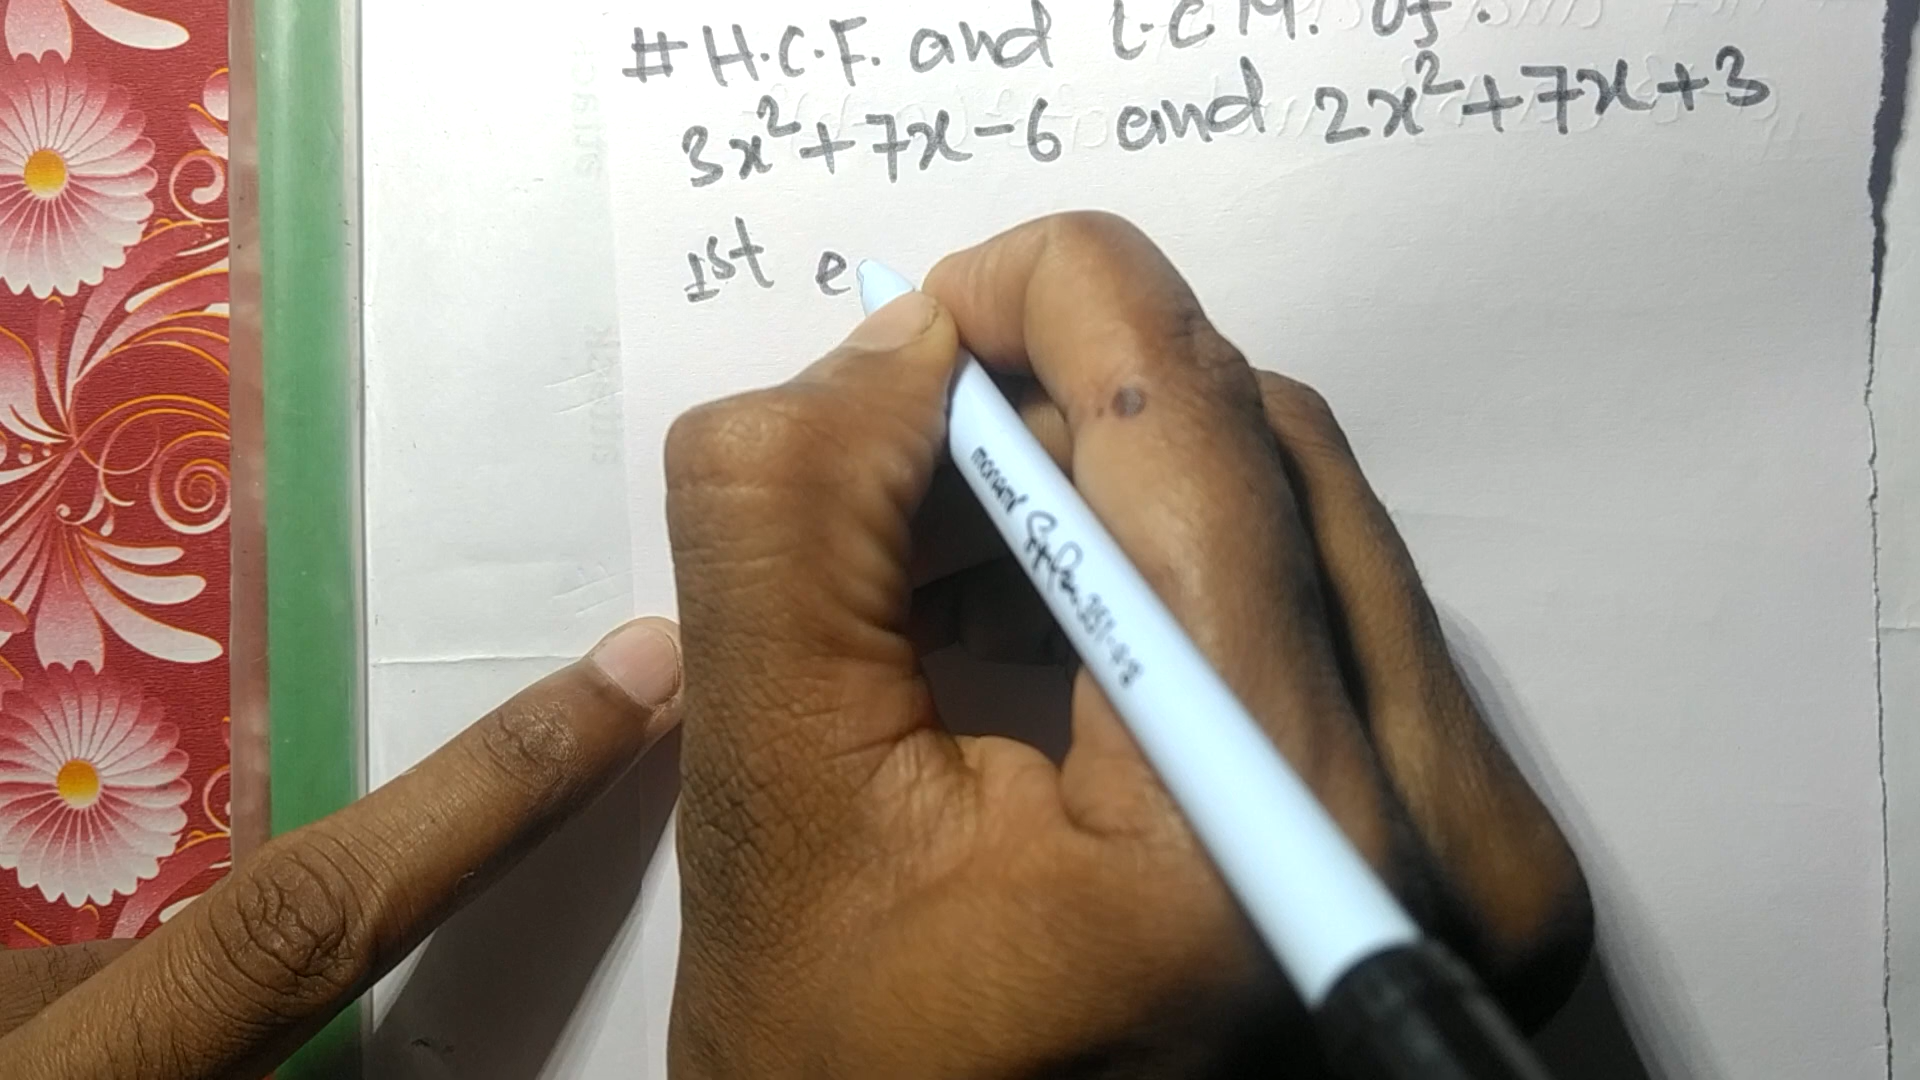 # H.C.F. and L.C.M. of.
3x²+7x-6 and 2x²+7x+3
1st e